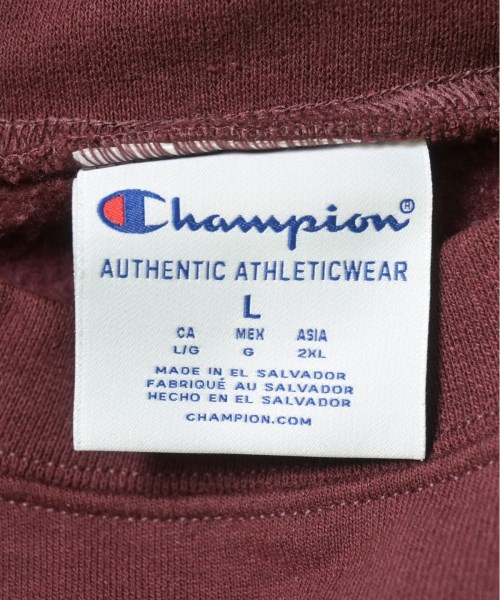 Champion®
AUTHENTIC ATHLETICWEAR
L
CA MEX ASIA
L/G G 2XL
MADE IN EL SALVADOR
FABRIQUÉ AU SALVADOR
HECHO EN EL SALVADOR
CHAMPION.COM